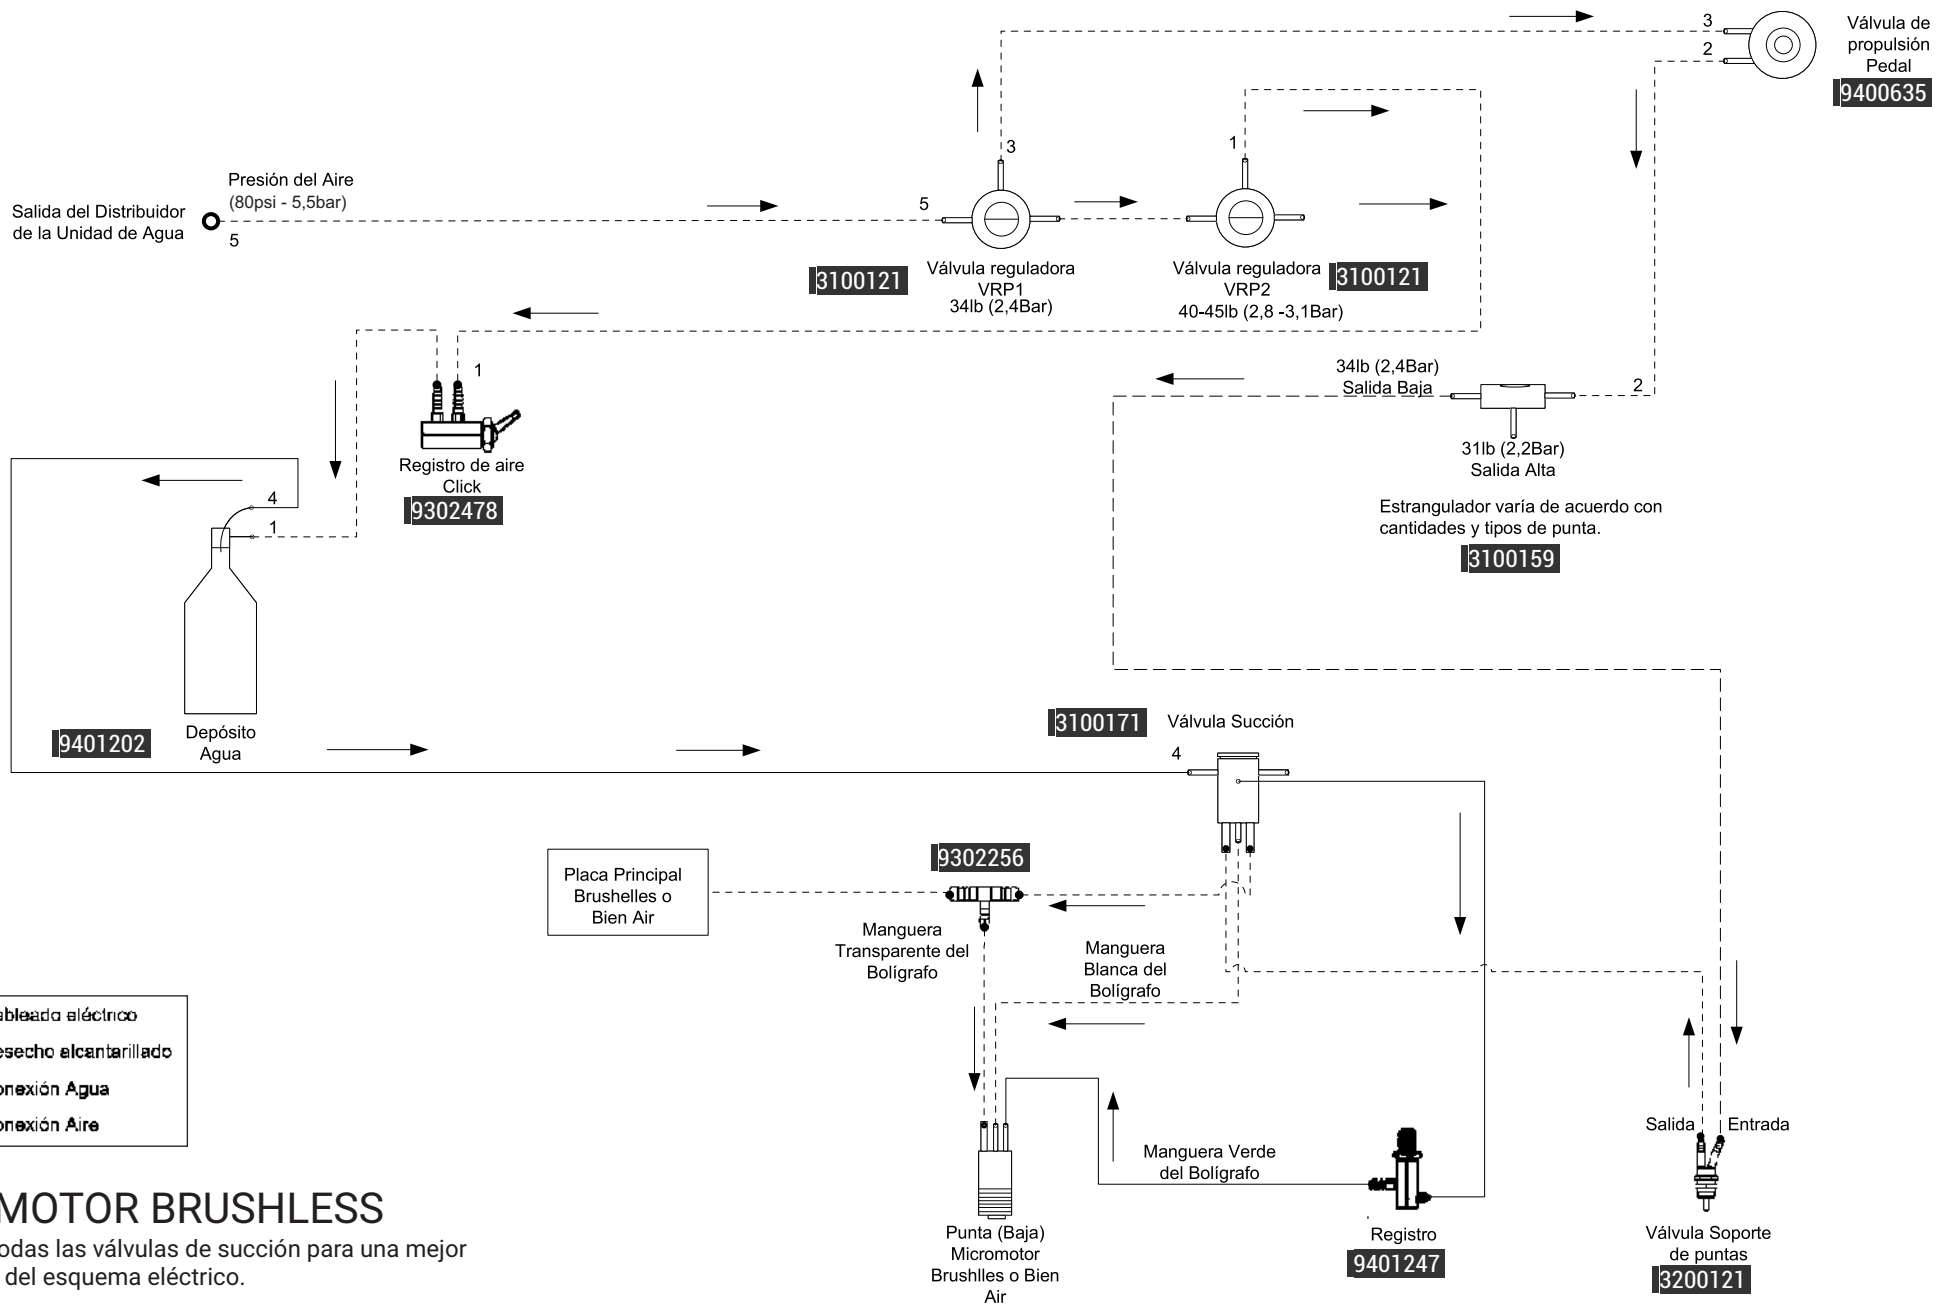 3
2
Válvula de
propulsión
Pedal
9400635
3
1
Presión del Aire
(80psi - 5,5bar)
Salida del Distribuidor
de la Unidad de Agua
5
5
3100121
Válvula reguladora
VRP1
34lb (2,4Bar)
Válvula reguladora
VRP2
40-45lb (2,8 -3,1Bar)
3100121
1
Registro de aire
Click
9302478
34lb (2,4Bar)
Salida Baja
2
31lb (2,2Bar)
Salida Alta
Estrangulador varía de acuerdo con
cantidades y tipos de punta.
3100159
4
1
9401202
Depósito
Agua
3100171
Válvula Succión
4
Placa Principal
Brushelles o
Bien Air
9302256
Manguera
Transparente del
Bolígrafo
Manguera
Blanca del
Bolígrafo
eléctrico
alcantarillado
Agua
Aire
Salida
Entrada
Manguera Verde
del Bolígrafo
Punta (Baja)
Micromotor
Brushlles o Bien
Air
Registro
9401247
Válvula Soporte
de puntas
3200121
MOTOR BRUSHLESS
odas las válvulas de succión para una mejor
del esquema eléctrico.